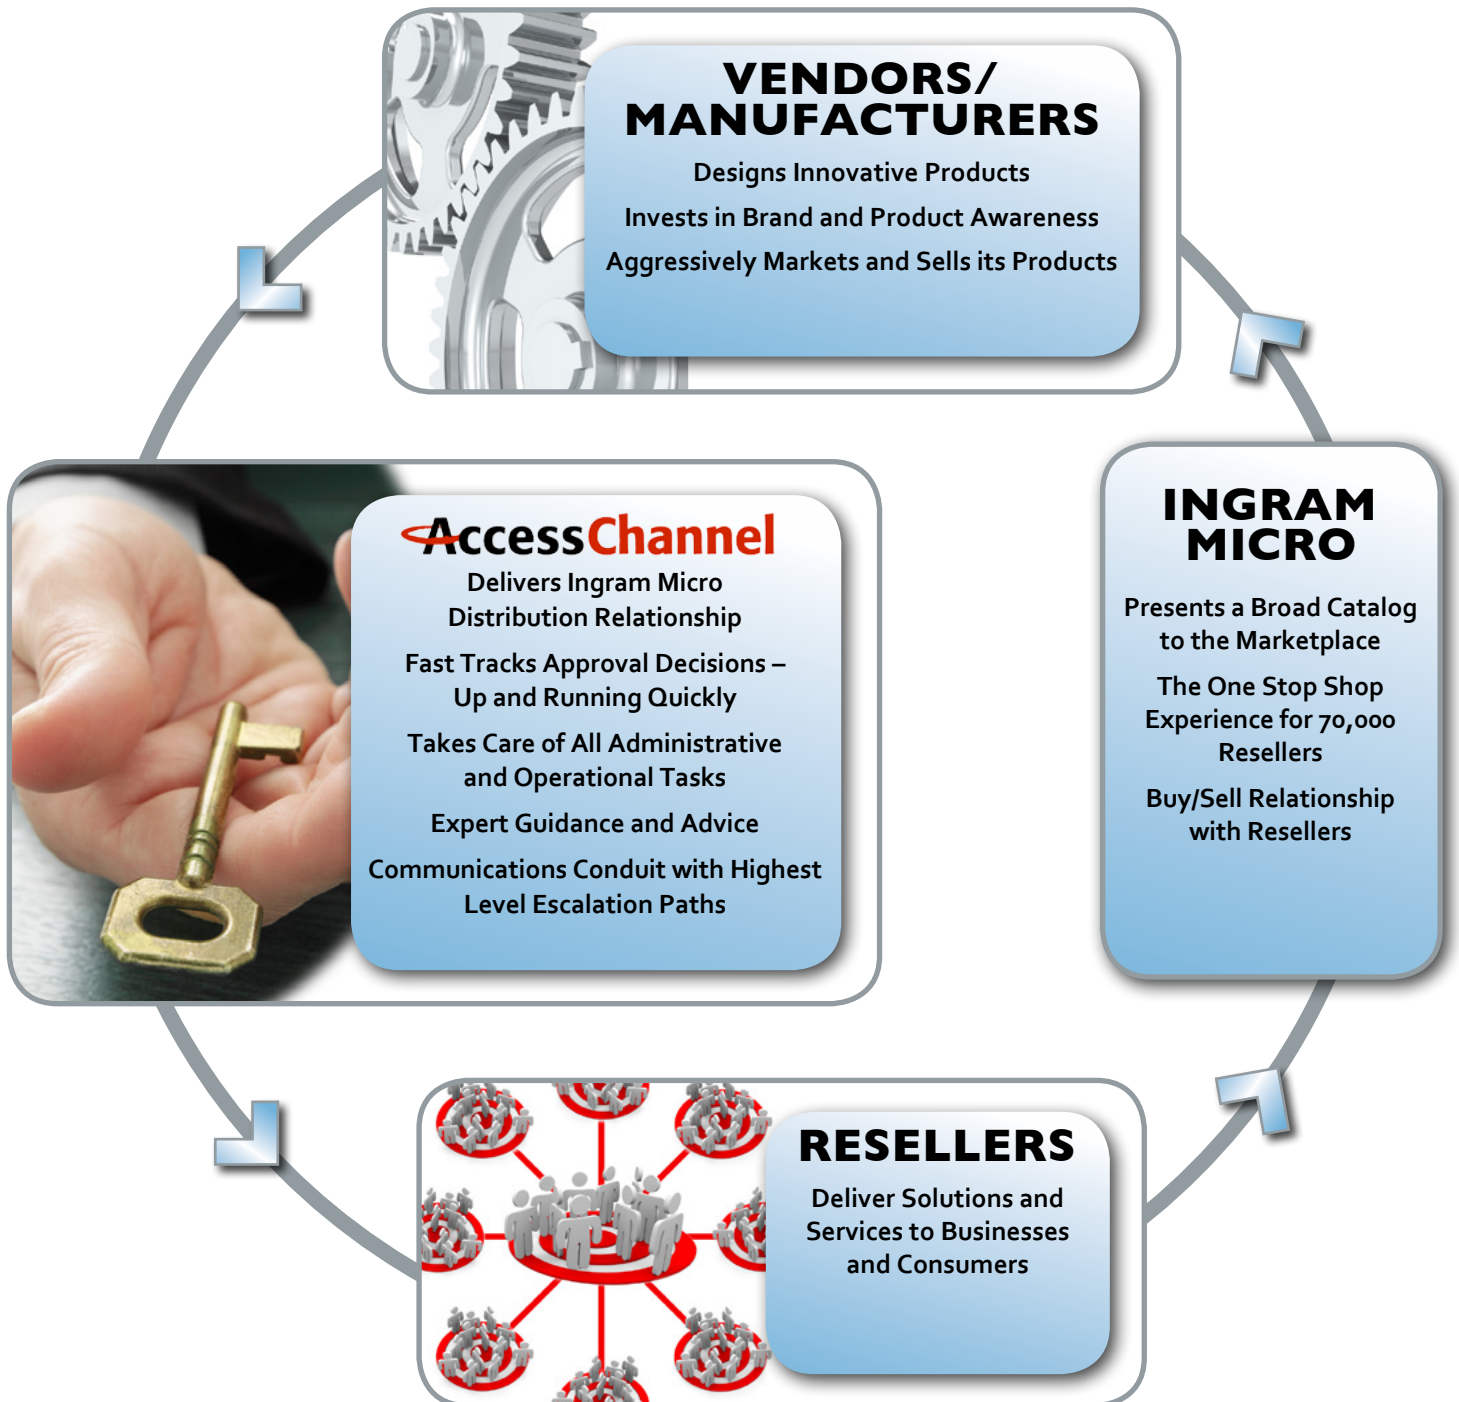 VENDORS/
MANUFACTURERS
Designs Innovative Products
Invests in Brand and Product Awareness
Aggressively Markets and Sells its Products
AccessChannel
Delivers Ingram Micro
Distribution Relationship
Fast Tracks Approval Decisions –
Up and Running Quickly
Takes Care of All Administrative
and Operational Tasks
Expert Guidance and Advice
Communications Conduit with Highest
Level Escalation Paths
INGRAM
MICRO
Presents a Broad Catalog
to the Marketplace
The One Stop Shop
Experience for 70,000
Resellers
Buy/Sell Relationship
with Resellers
RESELLERS
Deliver Solutions and
Services to Businesses
and Consumers